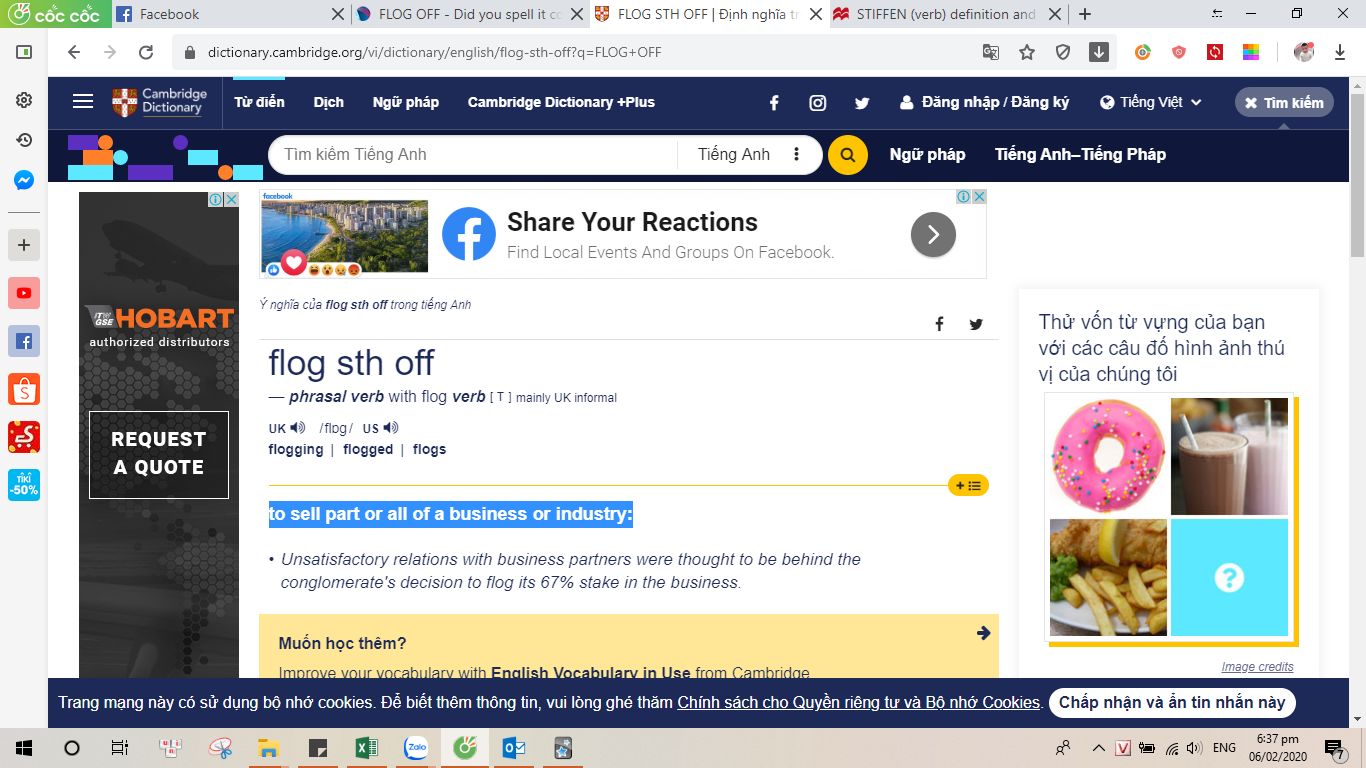 cốc cốc
Facebook
FLOG OFF - Did you spell it co
FLOG STH OFF | Định nghĩa tr
STIFFEN (verb) definition and
dictionary.cambridge.org/vi/dictionary/english/flog-sth-off?q=FLOG+OFF
Cambridge
Dictionary
Từ điển
Dịch
Ngữ pháp
Cambridge Dictionary +Plus
Đăng nhập / Đăng ký
Tiếng Việt
Tìm kiếm
Tìm kiếm Tiếng Anh
Tiếng Anh
Ngữ pháp
Tiếng Anh–Tiếng Pháp
ITW
GSE
HOBART
authorized distributors
REQUEST
A QUOTE
facebook
Share Your Reactions
Find Local Events And Groups On Facebook.
Ý nghĩa của flog sth off trong tiếng Anh
flog sth off
— phrasal verb with flog verb [ T ] mainly UK informal
UK /flɒg/ US
flogging | flogged | flogs
to sell part or all of a business or industry:
• Unsatisfactory relations with business partners were thought to be behind the
conglomerate's decision to flog its 67% stake in the business.
Muốn học thêm?
Improve your vocabulary with English Vocabulary in Use from Cambridge
Thử vốn từ vựng của bạn
với các câu đố hình ảnh thú
vị của chúng tôi
?
Image credits
TIKI
-50%
Trang mạng này có sử dụng bộ nhớ cookies. Để biết thêm thông tin, vui lòng ghé thăm Chính sách cho Quyền riêng tư và Bộ nhớ Cookies.
Chấp nhận và ẩn tin nhắn này
Zalo
V
ENG
6:37 pm
06/02/2020
7